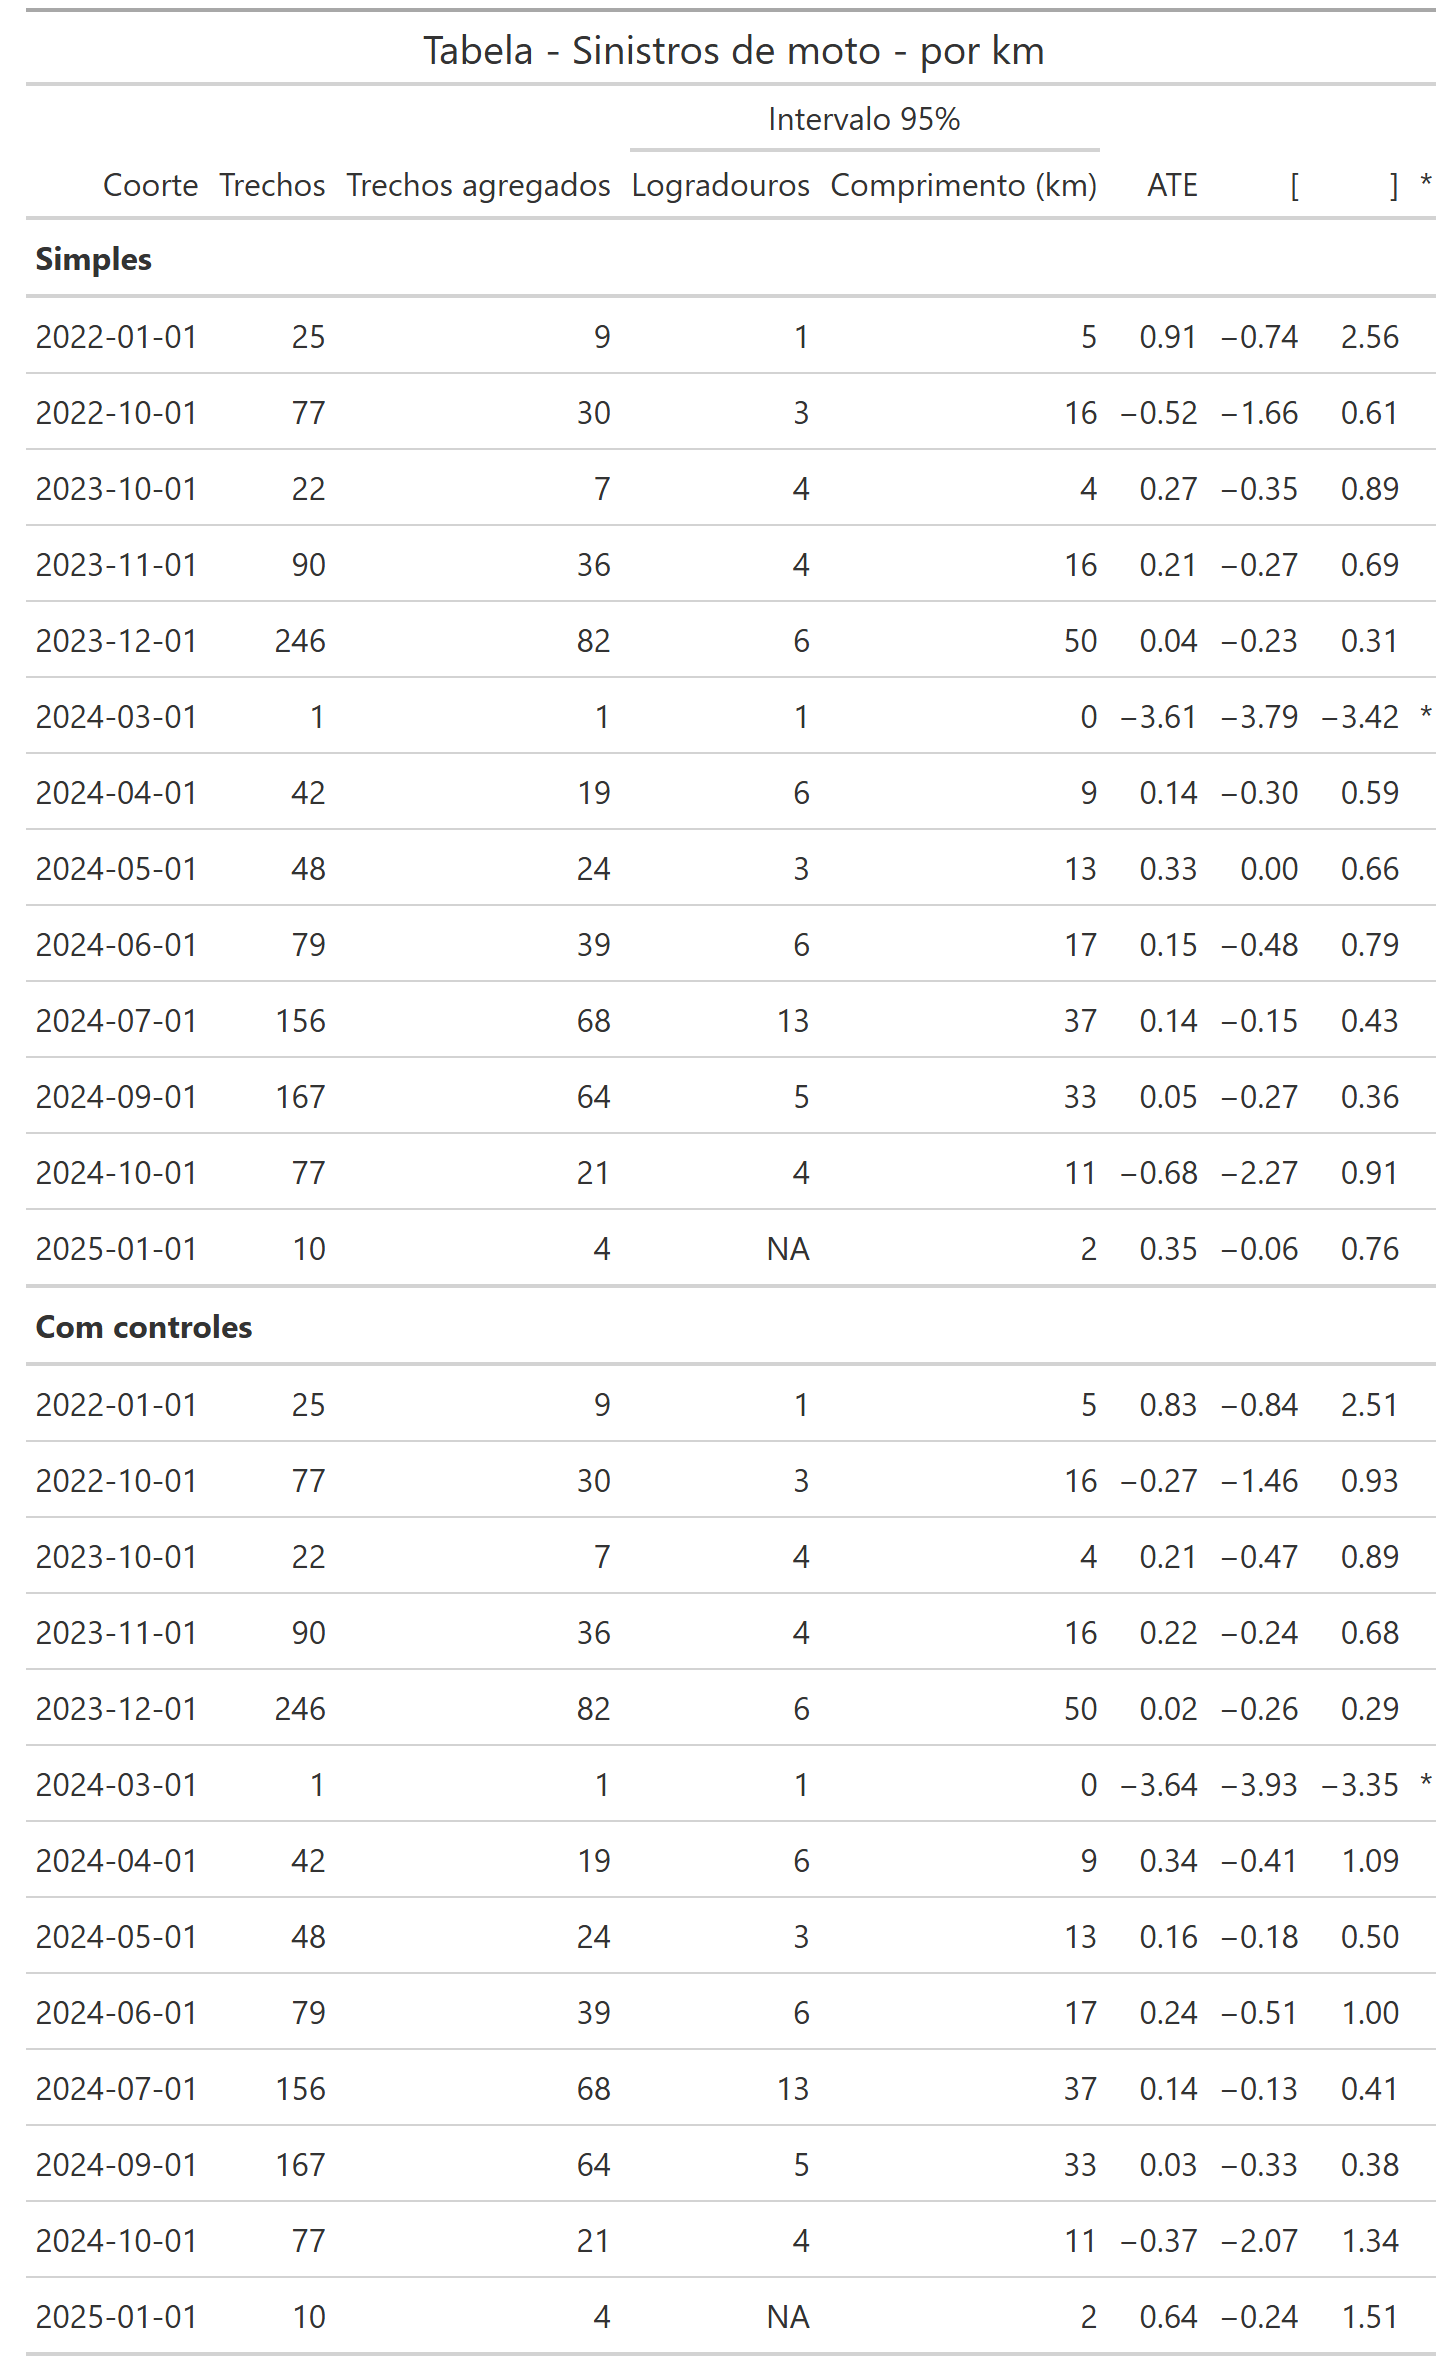 Tabela - Sinistros de moto - por km
Intervalo 95%
Coorte Trechos Trechos agregados Logradouros Comprimento (km) ATE [ ] *
Simples
2022-01-01 25 9 1 5 0.91 −0.74 2.56
2022-10-01 77 30 3 16 −0.52 −1.66 0.61
2023-10-01 22 7 4 4 0.27 −0.35 0.89
2023-11-01 90 36 4 16 0.21 −0.27 0.69
2023-12-01 246 82 6 50 0.04 −0.23 0.31
2024-03-01 1 1 1 0 −3.61 −3.79 −3.42 *
2024-04-01 42 19 6 9 0.14 −0.30 0.59
2024-05-01 48 24 3 13 0.33 0.00 0.66
2024-06-01 79 39 6 17 0.15 −0.48 0.79
2024-07-01 156 68 13 37 0.14 −0.15 0.43
2024-09-01 167 64 5 33 0.05 −0.27 0.36
2024-10-01 77 21 4 11 −0.68 −2.27 0.91
2025-01-01 10 4 NA 2 0.35 −0.06 0.76
Com controles
2022-01-01 25 9 1 5 0.83 −0.84 2.51
2022-10-01 77 30 3 16 −0.27 −1.46 0.93
2023-10-01 22 7 4 4 0.21 −0.47 0.89
2023-11-01 90 36 4 16 0.22 −0.24 0.68
2023-12-01 246 82 6 50 0.02 −0.26 0.29
2024-03-01 1 1 1 0 −3.64 −3.93 −3.35 *
2024-04-01 42 19 6 9 0.34 −0.41 1.09
2024-05-01 48 24 3 13 0.16 −0.18 0.50
2024-06-01 79 39 6 17 0.24 −0.51 1.00
2024-07-01 156 68 13 37 0.14 −0.13 0.41
2024-09-01 167 64 5 33 0.03 −0.33 0.38
2024-10-01 77 21 4 11 −0.37 −2.07 1.34
2025-01-01 10 4 NA 2 0.64 −0.24 1.51